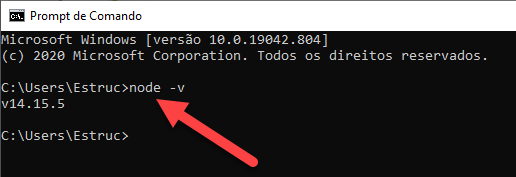 Prompt de Comando
Microsoft Windows [versão 10.0.19042.804]
(c) 2020 Microsoft Corporation. Todos os direitos reservados.
C:\Users\Estruc>node -v
v14.15.5
C:\Users\Estruc>